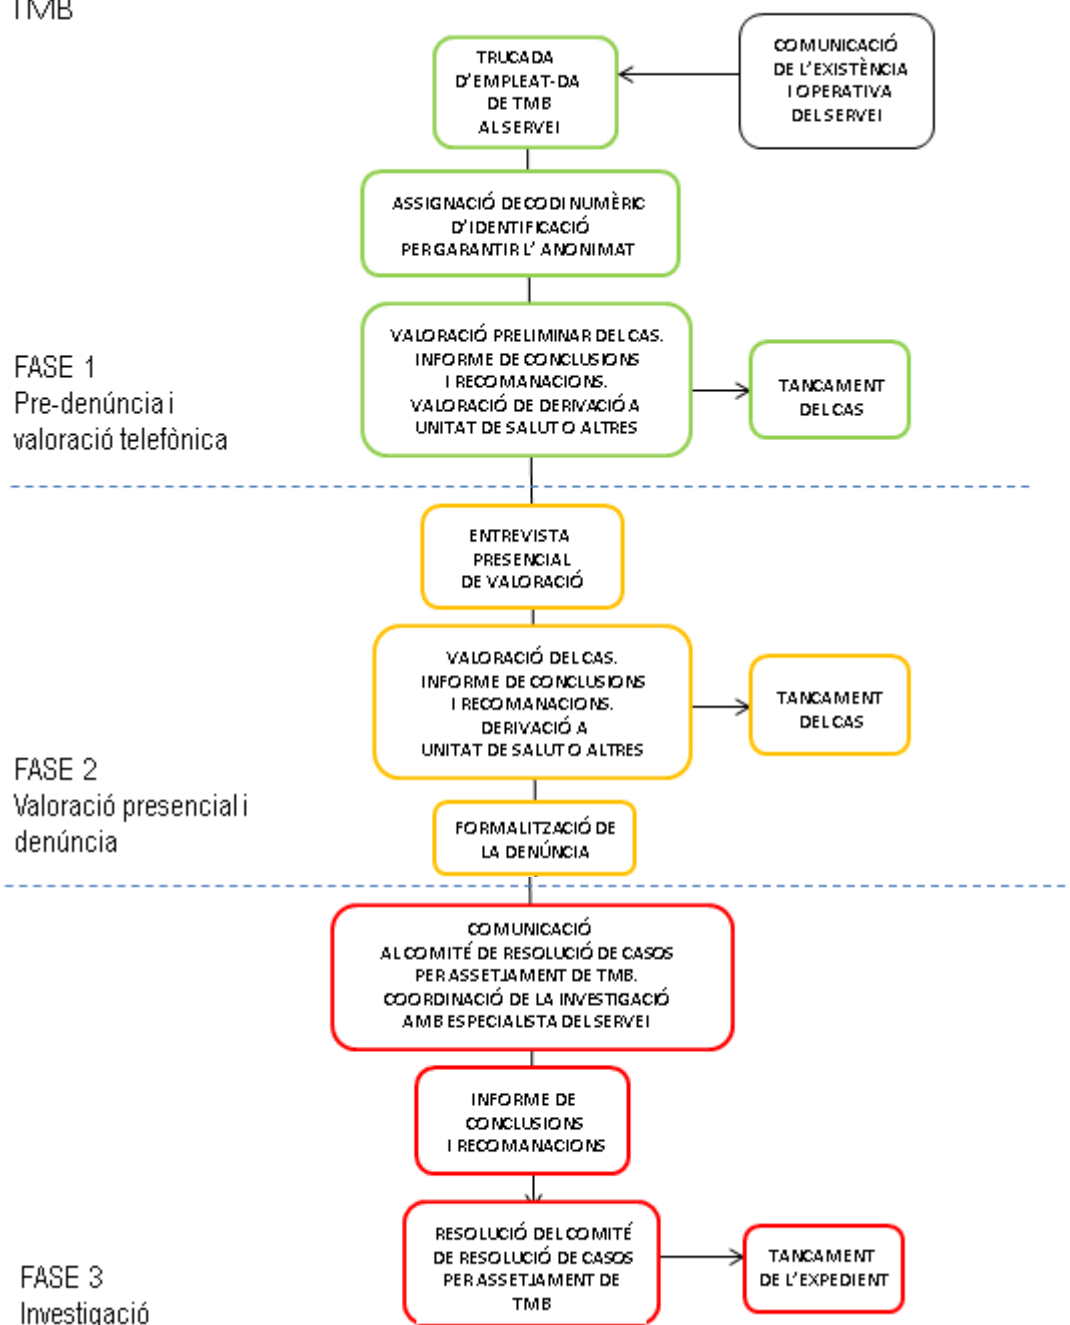 TMB
TRUCADA
D'EMPLEAT-DA
DE TMB
AL SERVEI
COMUNICACIÓ
DE L'EXISTÈNCIA
I OPERATIVA
DEL SERVEI
ASSIGNACIÓ DE CODI NUMÈRIC
D'IDENTIFICACIÓ
PER GARANTIR L' ANONIMAT
VALORACIÓ PRELIMINAR DEL CAS.
INFORME DE CONCLUSIONS
I RECOMANACIONS.
VALORACIÓ DE DERIVACIÓ A
UNITAT DE SALUT O ALTRES
TANCAMENT
DEL CAS
FASE 1
Pre-denúncia i
valoració telefònica
ENTREVISTA
PRESENCIAL
DE VALORACIÓ
VALORACIÓ DEL CAS.
INFORME DE CONCLUSIONS
I RECOMANACIONS.
DERIVACIÓ A
UNITAT DE SALUT O ALTRES
TANCAMENT
DEL CAS
FASE 2
Valoració presencial i
denúncia
FORMALITZACIÓ DE
LA DENÚNCIA
COMUNICACIÓ
AL COMITÉ DE RESOLUCIÓ DE CASOS
PER ASSETJAMENT DE TMB.
COORDINACIÓ DE LA INVESTIGACIÓ
AMB ESPECIALISTA DEL SERVEI
INFORME DE
CONCLUSIONS
I RECOMANACIONS
RESOLUCIÓ DEL COMITÉ
DE RESOLUCIÓ DE CASOS
PER ASSETJAMENT DE
TMB
TANCAMENT
DE L'EXPEDIENT
FASE 3
Investigació